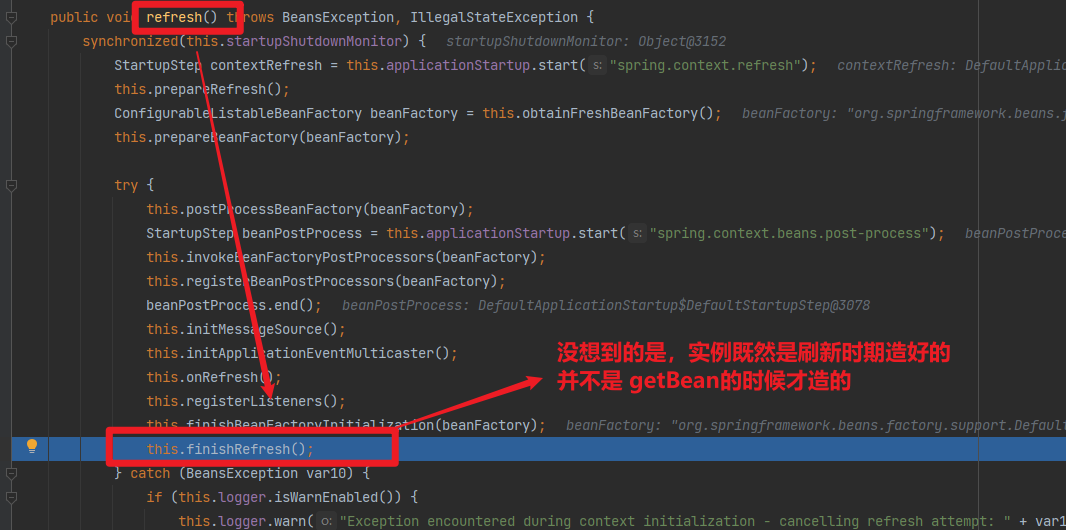 public void refresh() throws BeansException, IllegalStateException {
synchronized(this.startupShutdownMonitor) { startupShutdownMonitor: Object@3152
StartupStep contextRefresh = this.applicationStartup.start( s: "spring.context.refresh"); contextRefresh: DefaultApplic
this.prepareRefresh();
ConfigurableListableBeanFactory beanFactory = this.obtainFreshBeanFactory(); beanFactory: "org.springframework.beans.f
this.prepareBeanFactory(beanFactory);
try {
this.postProcessBeanFactory(beanFactory);
StartupStep beanPostProcess = this.applicationStartup.start( s: "spring.context.beans.post-process"); beanPostProce
this.invokeBeanFactoryPostProcessors(beanFactory);
this.registerBeanPostProcessors(beanFactory);
beanPostProcess.end(); beanPostProcess: DefaultApplicationStartup$DefaultStartupStep@3078
this.initMessageSource();
this.initApplicationEventMulticaster();
没想到的是，实例既然是刷新时期造好的
this.onRefresh();
并不是 getBean的时候才造的
this.registerListeners();
this.finishBeanFactoryInitialization(beanFactory); beanFactory: "org.springframework.beans.factory.support.Default
this.finishRefresh();
} catch (BeansException var10) {
if (this.logger.isWarnEnabled()) {
this.logger.warn( o: "Exception encountered during context initialization - cancelling refresh attempt: " + var1